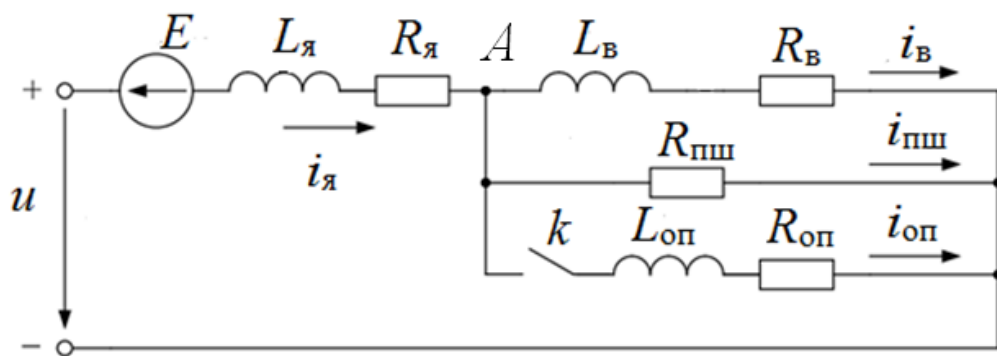 E Lя Rя A Lв Rв iв
+
iя Rпш iпш
u
k Lоп Rоп iоп
−